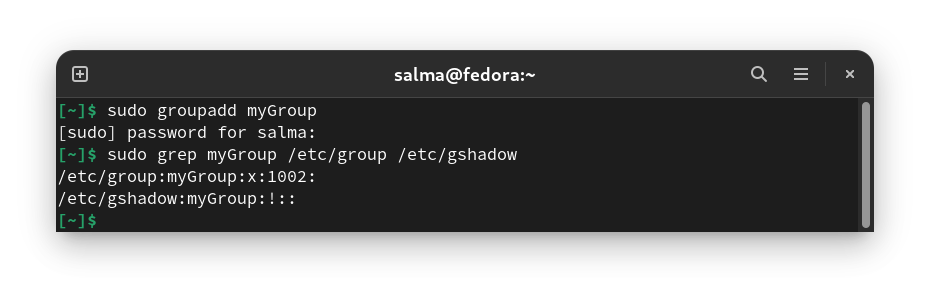 salma@fedora:~
[~]$ sudo groupadd myGroup
[sudo] password for salma:
[~]$ sudo grep myGroup /etc/group /etc/gshadow
/etc/group:myGroup:x:1002:
/etc/gshadow:myGroup:!::
[~]$